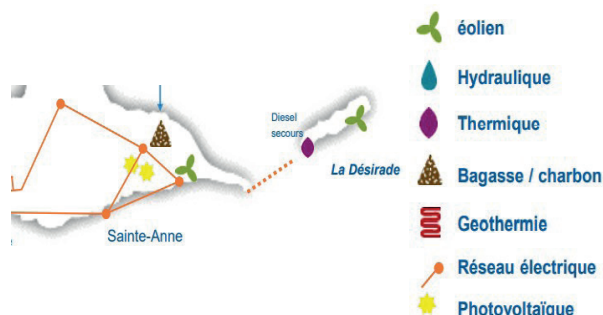 éolien
Hydraulique
Diesel
secours
Thermique
La Désirade
Bagasse / charbon
Geothermie
Sainte-Anne
Réseau électrique
Photovoltaïque